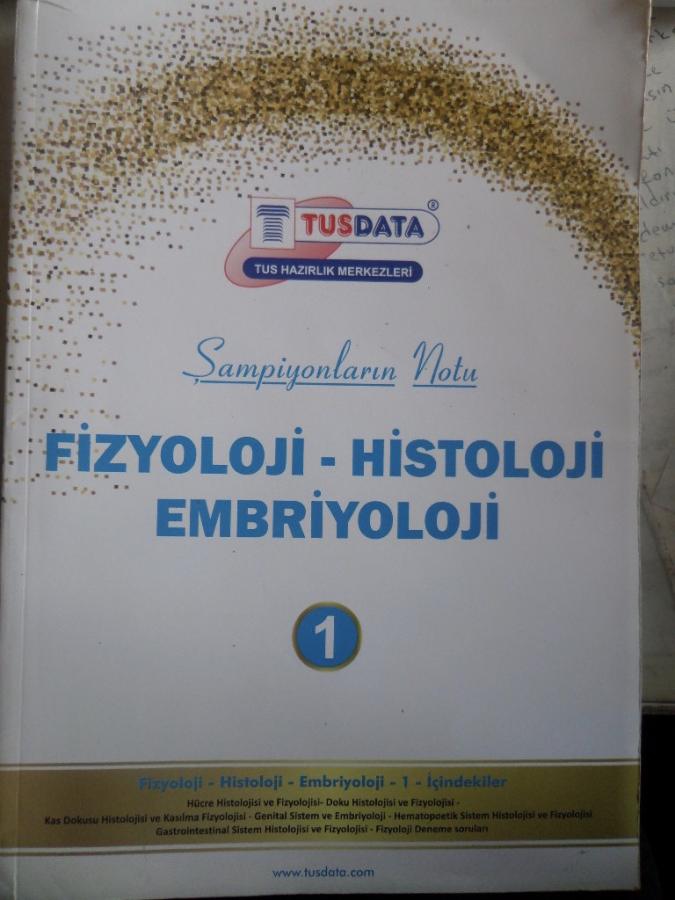 TUSDATA®
TUS HAZIRLIK MERKEZLERİ
Şampiyonların Notu
FİZYOLOJİ - HİSTOLOJİ
EMBRİYOLOJİ
1
Fizyoloji - Histoloji - Embriyoloji - 1 - İçindekiler
Hücre Histolojisi ve Fizyolojisi- Doku Histolojisi ve Fizyolojisi -
Kas Dokusu Histolojisi ve Kasılma Fizyolojisi - Genital Sistem ve Embriyoloji - Hematopoetik Sistem Histolojisi ve Fizyolojisi
Gastrointestinal Sistem Histolojisi ve Fizyolojisi - Fizyoloji Deneme soruları
www.tusdata.com